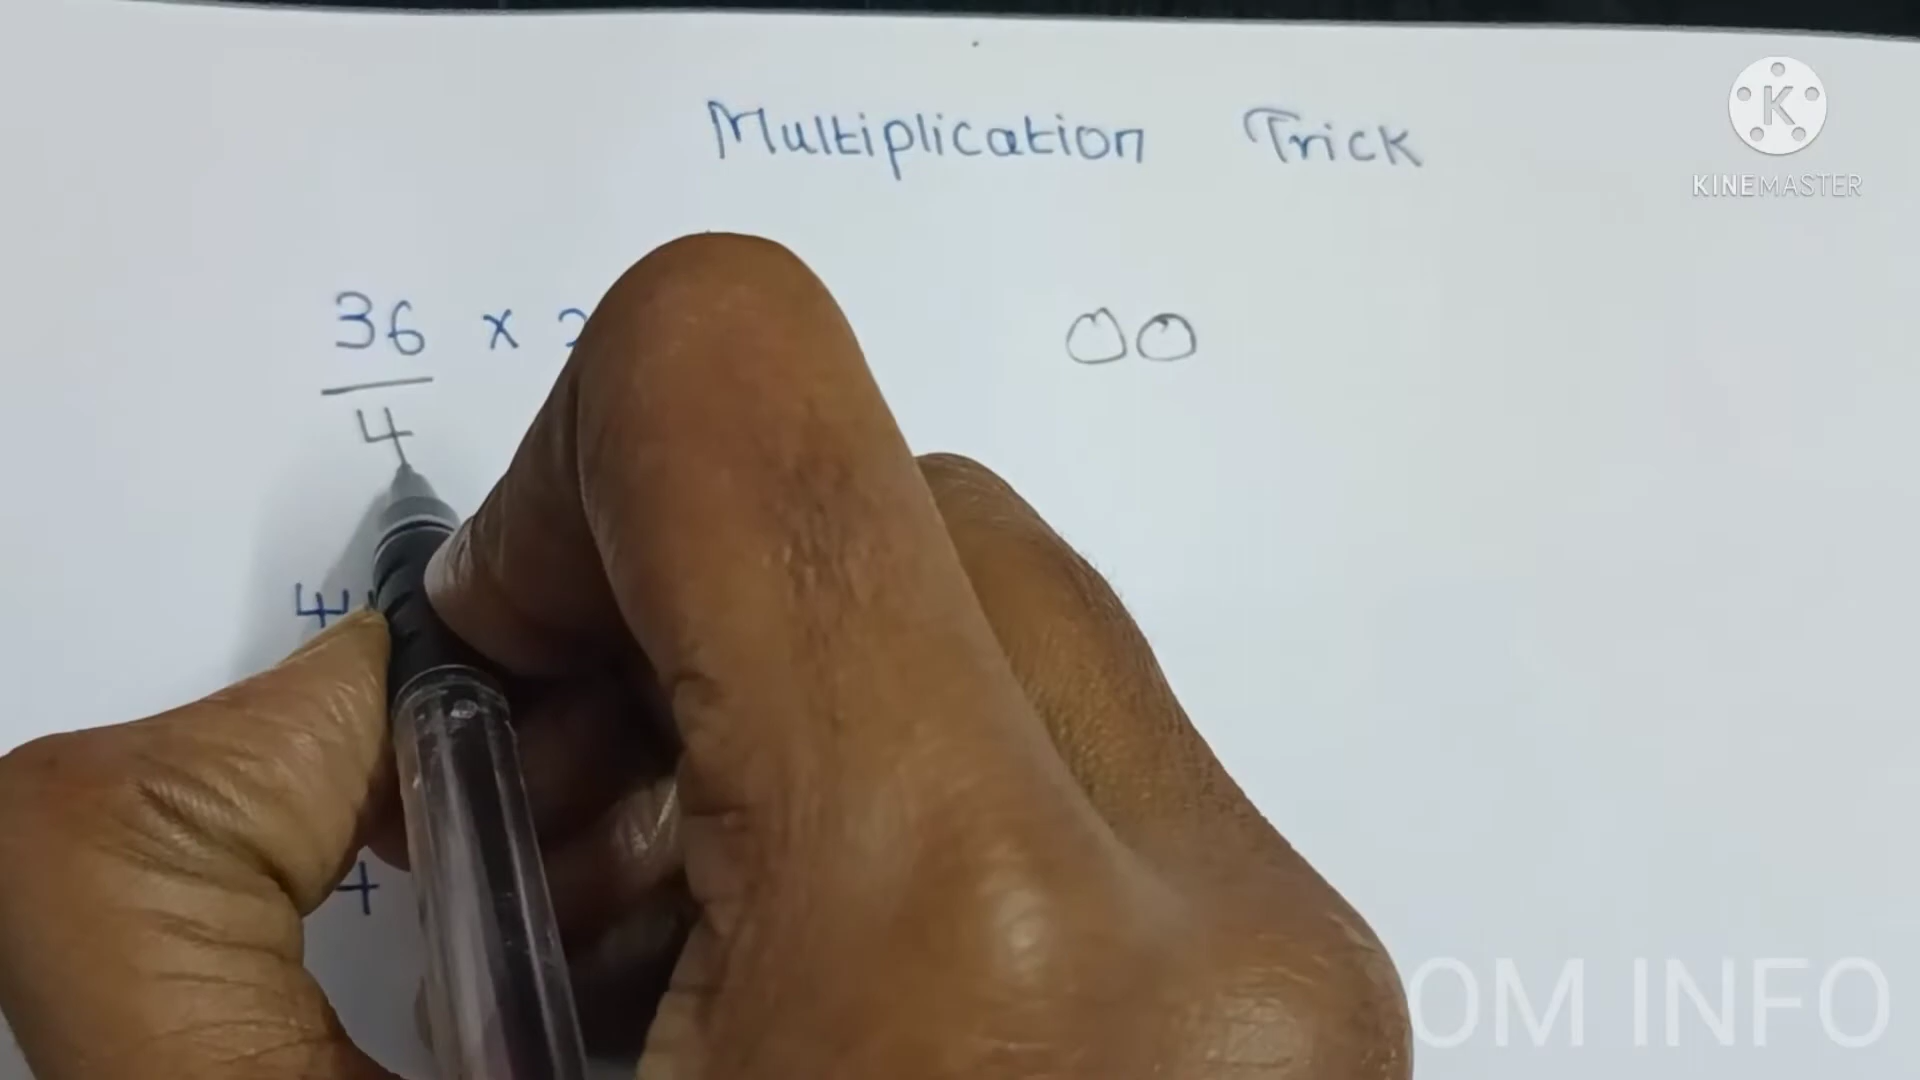 Multiplication Trick
K
KINEMASTER
36 x
00
4
4
4
OM INFO